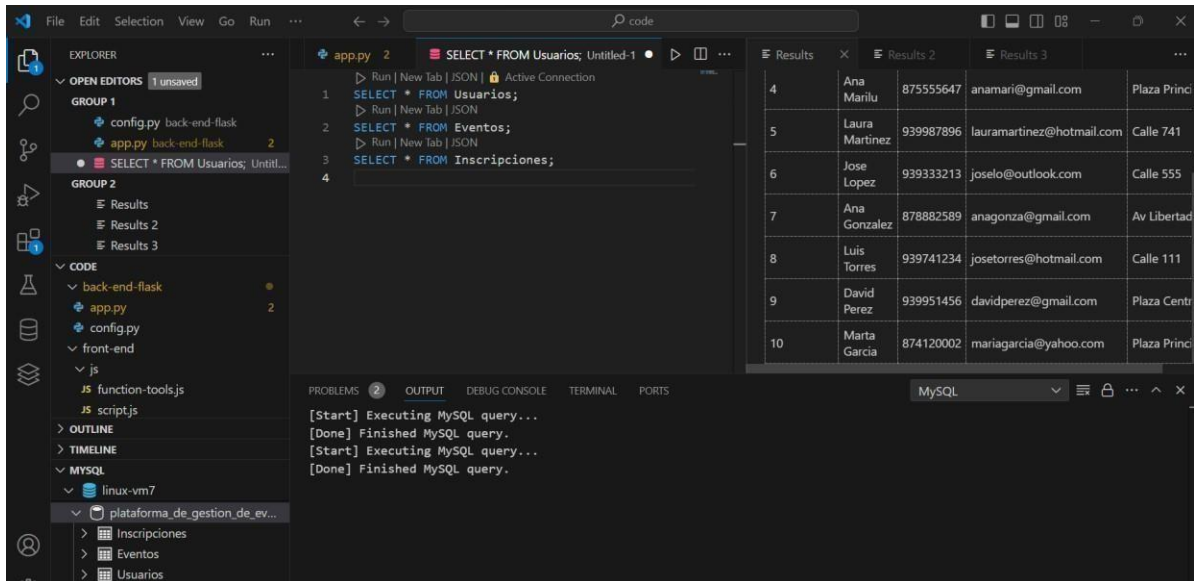 File Edit Selection View Go Run ··· ← → code
EXPLORER ···
OPEN EDITORS 1 unsaved
GROUP 1
config.py back-end-flask
app.py back-end-flask 2
SELECT * FROM Usuarios; Untitl...
GROUP 2
Results
Results 2
Results 3
CODE
back-end-flask
app.py 2
config.py
front-end
js
JS function-tools.js
JS script.js
OUTLINE
TIMELINE
MYSQL
linux-vm7
plataforma_de_gestion_de_ev...
Inscripciones
Eventos
Usuarios
app.py 2 SELECT * FROM Usuarios; Untitled-1
Run | New Tab | JSON | Active Connection
1 SELECT * FROM Usuarios;
Run | New Tab | JSON
2 SELECT * FROM Eventos;
Run | New Tab | JSON
3 SELECT * FROM Inscripciones;
4
Results Results 2 Results 3 ···
4 Ana Marilu 875555647 anamari@gmail.com Plaza Princi
5 Laura Martinez 939987896 lauramartinez@hotmail.com Calle 741
6 Jose Lopez 939333213 joselo@outlook.com Calle 555
7 Ana Gonzalez 878882589 anagonza@gmail.com Av Libertad
8 Luis Torres 939741234 josetorres@hotmail.com Calle 111
9 David Perez 939951456 davidperez@gmail.com Plaza Centr
10 Marta Garcia 874120002 mariagarcia@yahoo.com Plaza Princi
PROBLEMS 2 OUTPUT DEBUG CONSOLE TERMINAL PORTS MySQL
[Start] Executing MySQL query...
[Done] Finished MySQL query.
[Start] Executing MySQL query...
[Done] Finished MySQL query.